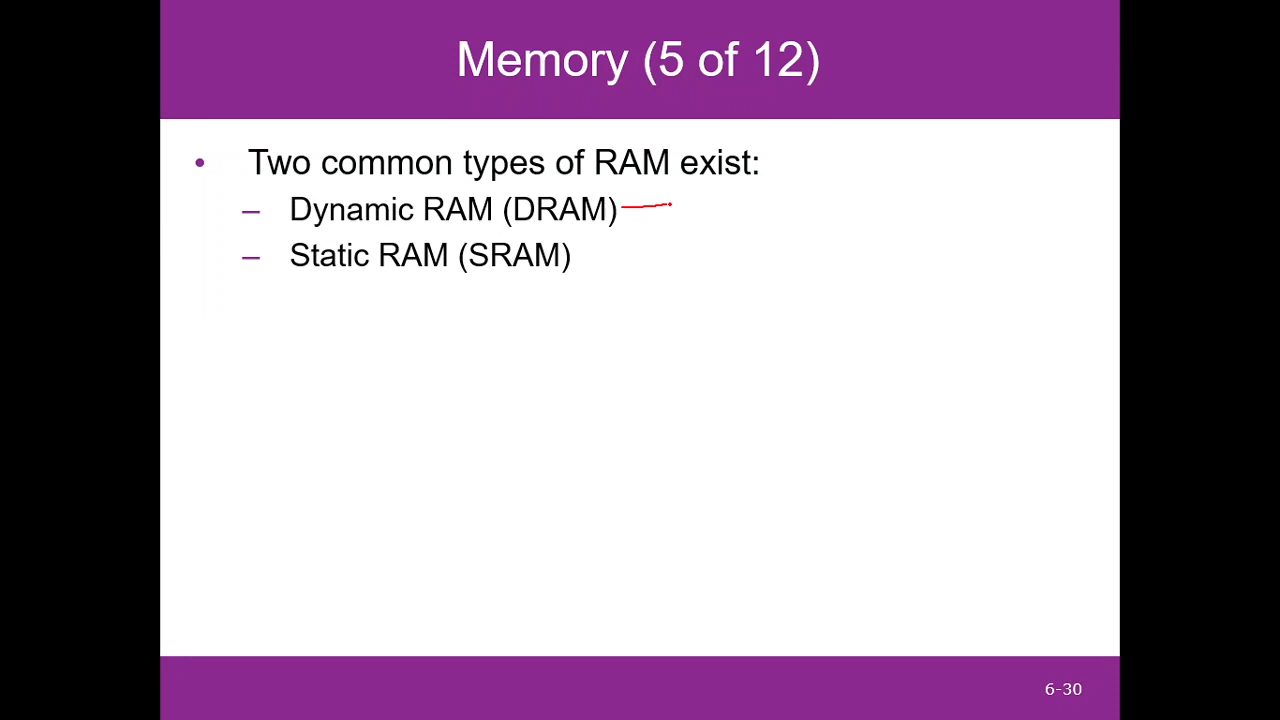 Memory (5 of 12)
• Two common types of RAM exist:
– Dynamic RAM (DRAM)
– Static RAM (SRAM)
6-30